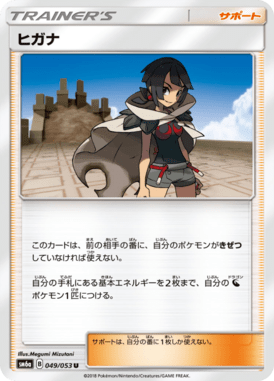 TRAINER'S
サポート
ヒガナ
このカードは、前の相手の番に、自分のポケモンがきぜつ
していなければ使えない。
自分の手札にある基本エネルギーを2枚まで、自分のドラゴン
ポケモン1匹につける。
Illus. Megumi Mizutani
SM6a 049/053 U
サポートは、自分の番に1枚しか使えない。
©2018 Pokémon/Nintendo/Creatures/GAME FREAK.